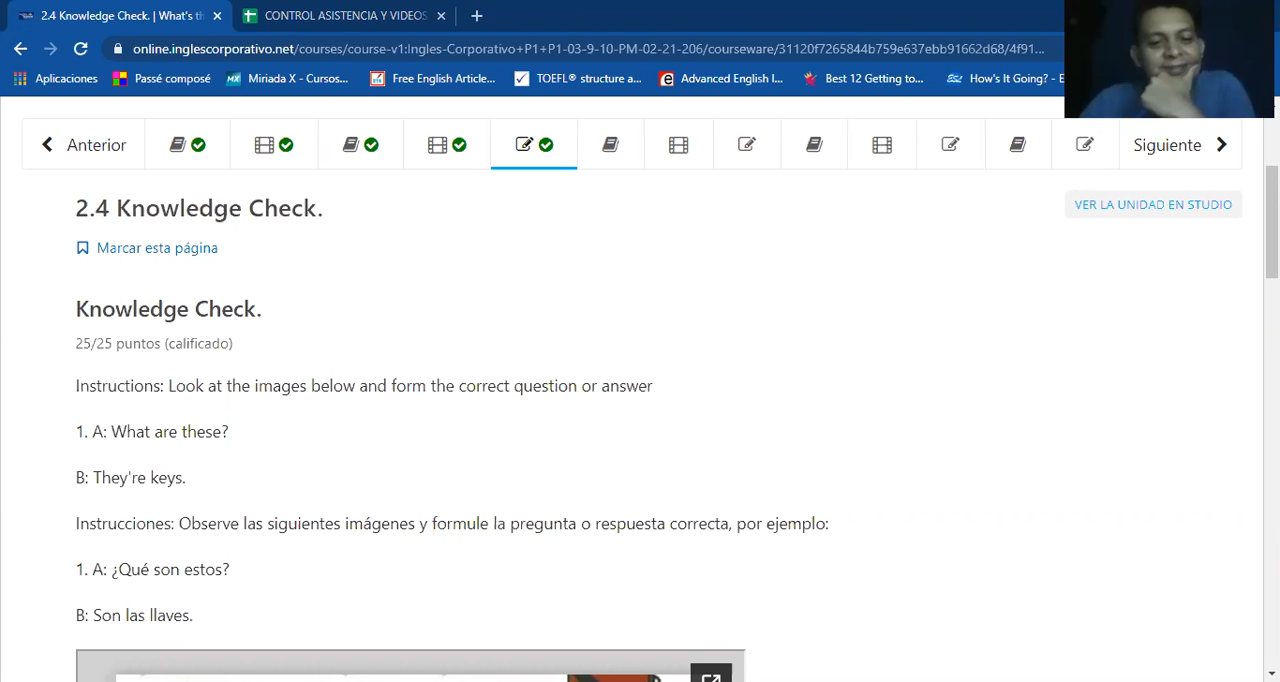 2.4 Knowledge Check. | What's th
CONTROL ASISTENCIA Y VIDEOS
online.inglescorporativo.net/courses/course-v1:Ingles-Corporativo+P1+P1-03-9-10-PM-02-21-206/courseware/31120f7265844b759e637ebb91662d68/4f91...
Aplicaciones
Passé composé
Miriada X - Cursos...
Free English Article...
TOEFL® structure a...
Advanced English l...
Best 12 Getting to...
How's It Going? - E
Anterior
Siguiente
2.4 Knowledge Check.
VER LA UNIDAD EN STUDIO
Marcar esta página
Knowledge Check.
25/25 puntos (calificado)
Instructions: Look at the images below and form the correct question or answer
1. A: What are these?
B: They're keys.
Instrucciones: Observe las siguientes imágenes y formule la pregunta o respuesta correcta, por ejemplo:
1. A: ¿Qué son estos?
B: Son las llaves.